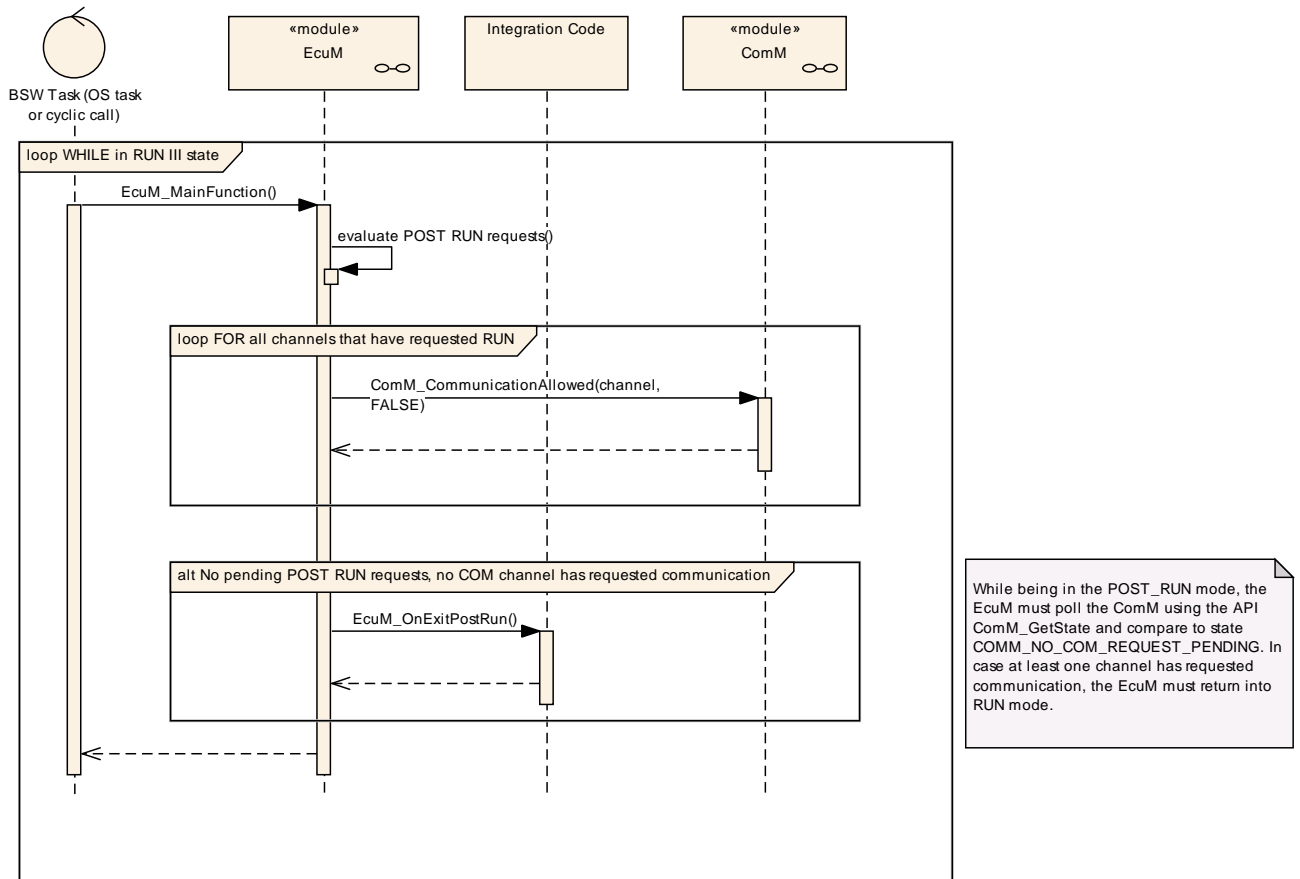 «module»
EcuM
Integration Code
«module»
ComM
BSW Task (OS task
or cyclic call)
loop WHILE in RUN III state
EcuM_MainFunction()
evaluate POST RUN requests()
loop FOR all channels that have requested RUN
ComM_CommunicationAllowed(channel,
FALSE)
alt No pending POST RUN requests, no COM channel has requested communication
EcuM_OnExitPostRun()
While being in the POST_RUN mode, the
EcuM must poll the ComM using the API
ComM_GetState and compare to state
COMM_NO_COM_REQUEST_PENDING. In
case at least one channel has requested
communication, the EcuM must return into
RUN mode.